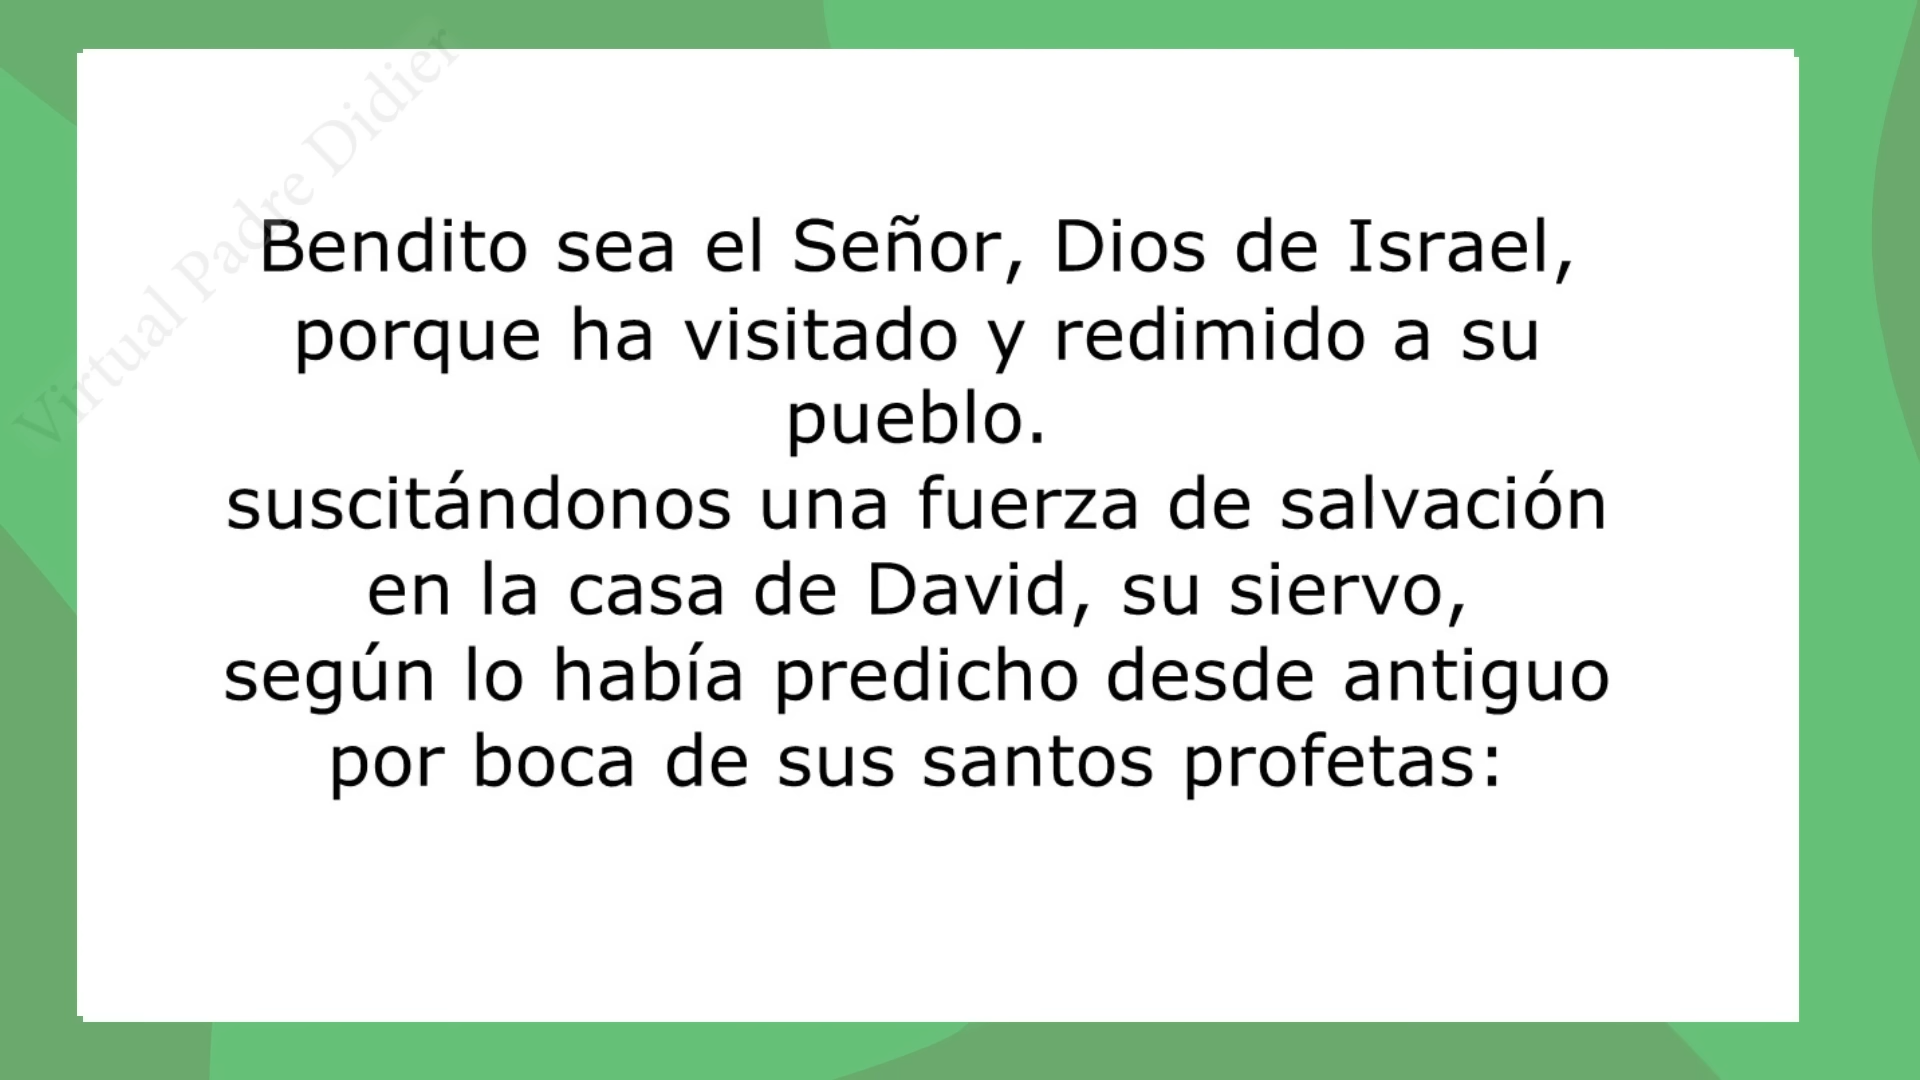 Virtual Padre Didier
Bendito sea el Señor, Dios de Israel,
porque ha visitado y redimido a su
pueblo.
suscitándonos una fuerza de salvación
en la casa de David, su siervo,
según lo había predicho desde antiguo
por boca de sus santos profetas: